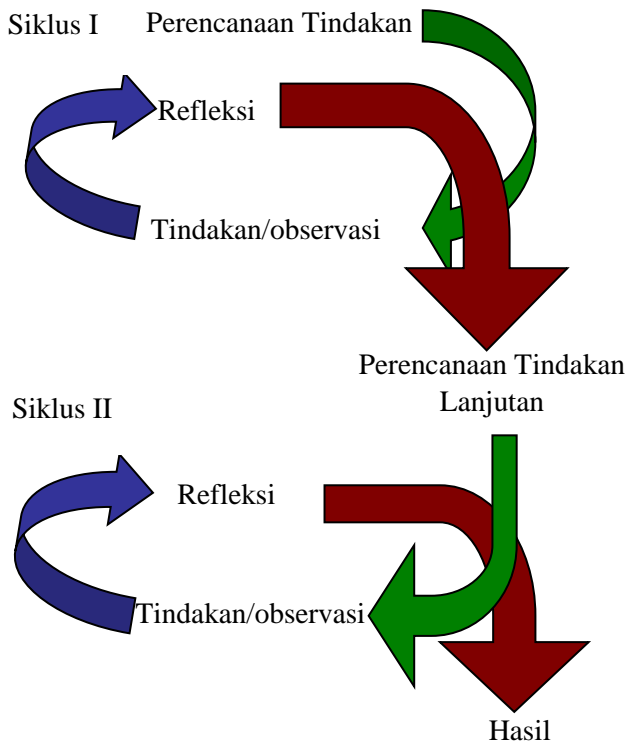 Siklus I
Perencanaan Tindakan
Refleksi
Tindakan/observasi
Perencanaan Tindakan
Lanjutan
Siklus II
Refleksi
Tindakan/observasi
Hasil